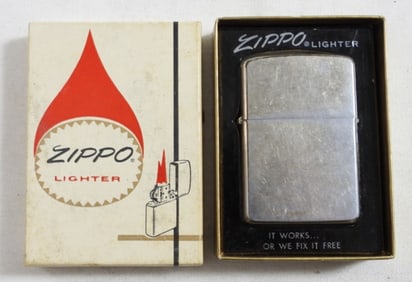 ZIPPO®
LIGHTER
ZIPPO® LIGHTER
IT WORKS...
OR WE FIX IT FREE